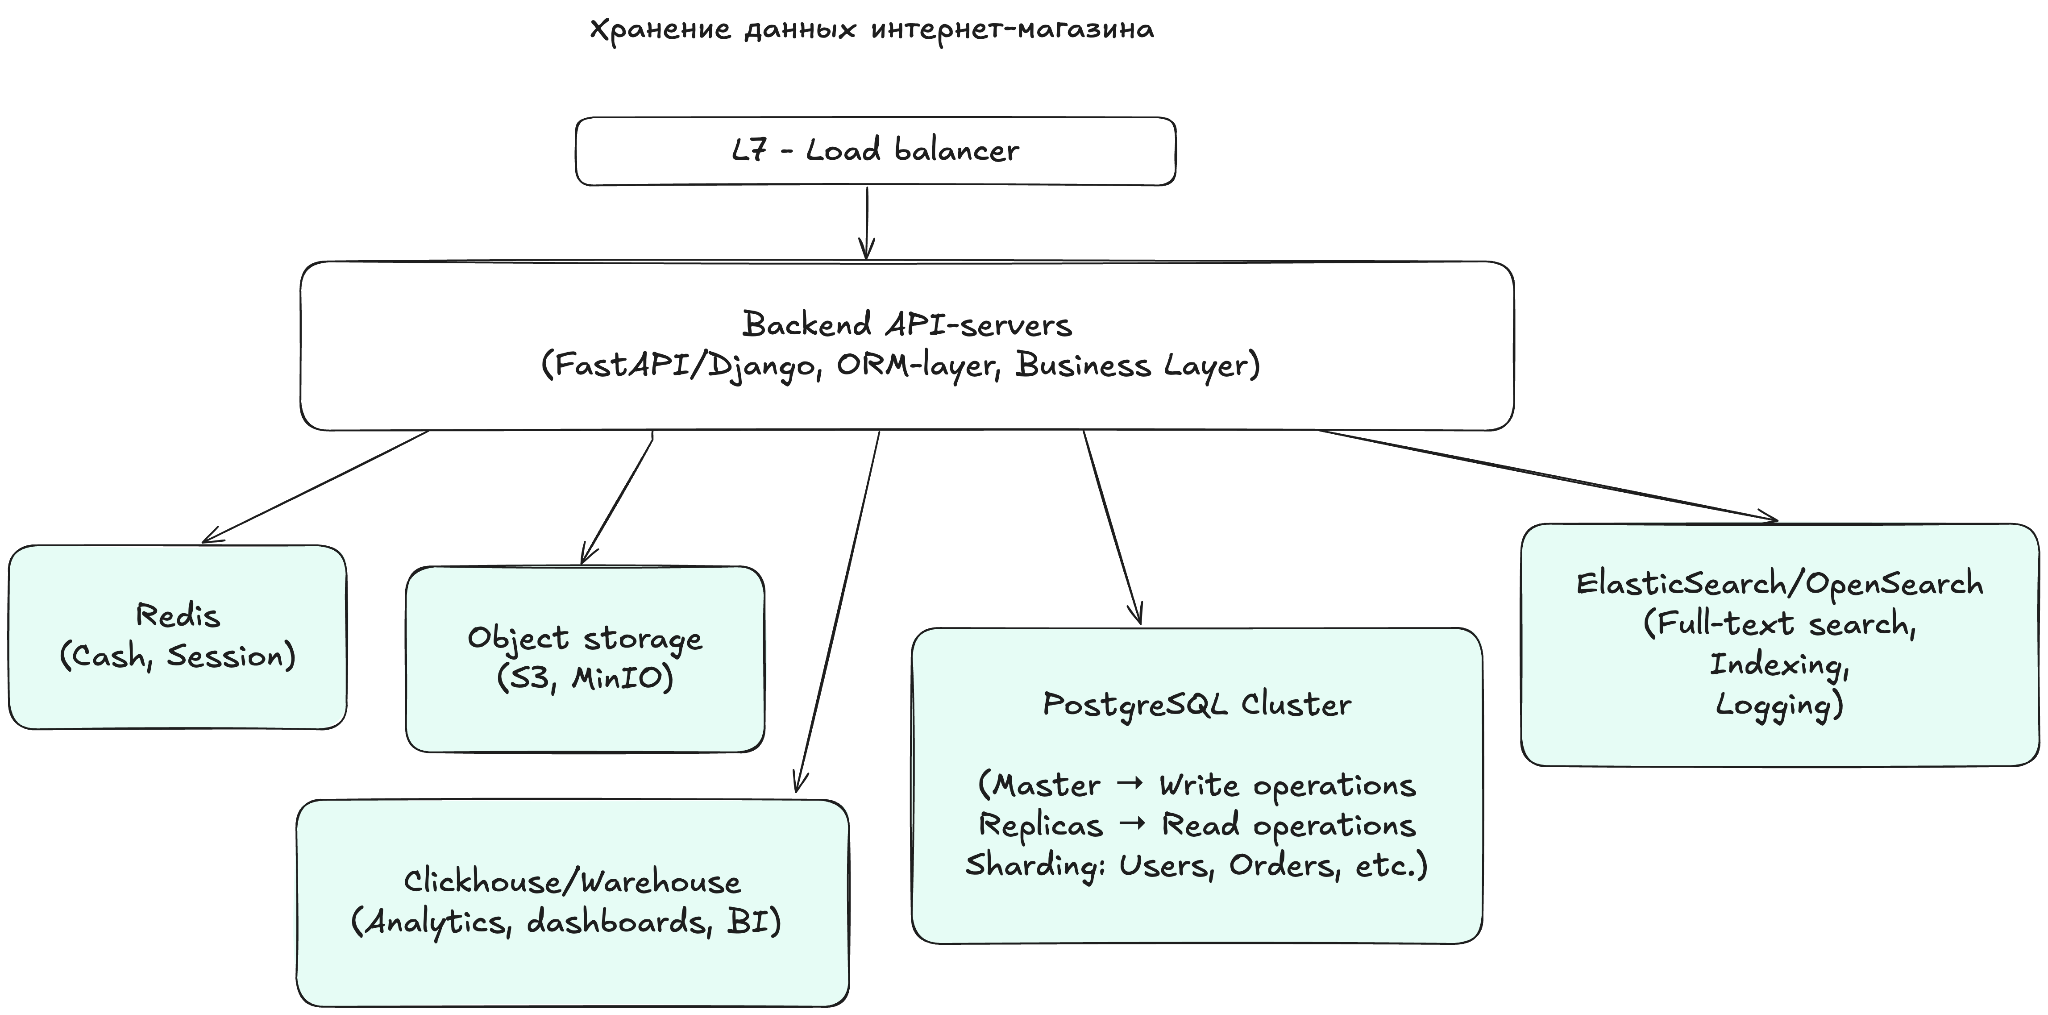 Хранение данных интернет-магазина
L7 - Load balancer
Backend API-servers
(FastAPI/Django, ORM-layer, Business Layer)
Redis
(Cash, Session)
Object storage
(S3, MinIO)
Clickhouse/Warehouse
(Analytics, dashboards, BI)
PostgreSQL Cluster
(Master → Write operations
Replicas → Read operations
Sharding: Users, Orders, etc.)
ElasticSearch/OpenSearch
(Full-text search,
Indexing,
Logging)